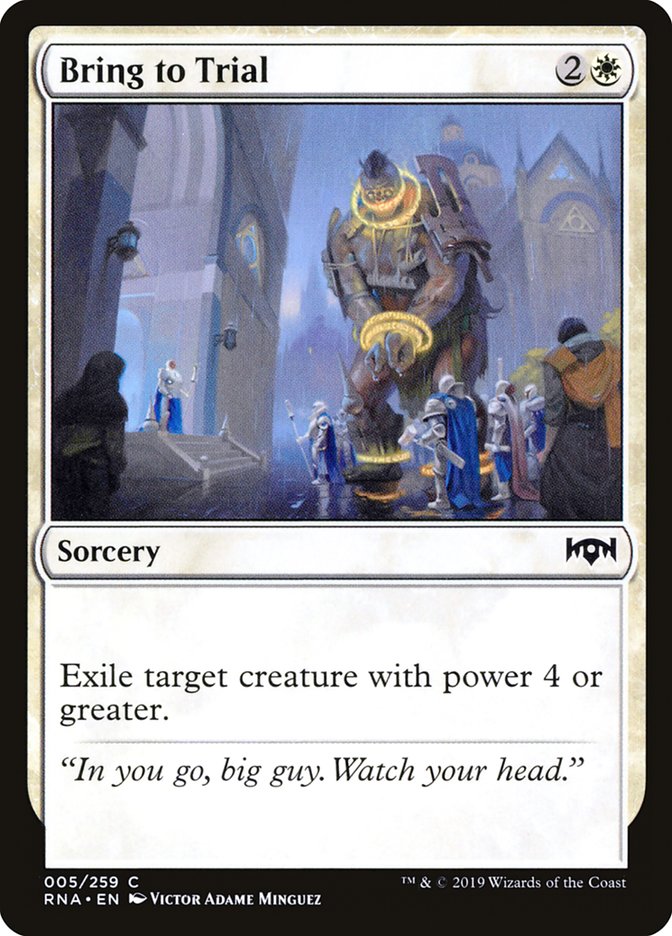 Bring to Trial
2
Sorcery
Exile target creature with power 4 or
greater.
“In you go, big guy. Watch your head.”
005/259 C
RNA • EN Victor Adame Minguez
™ & © 2019 Wizards of the Coast